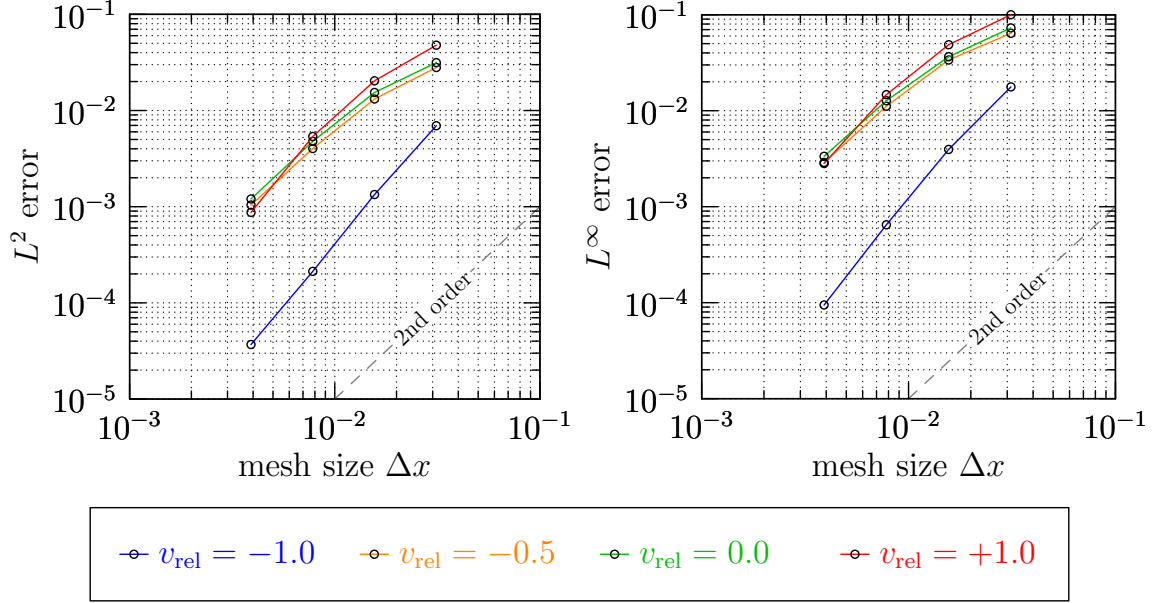 10⁻¹
10⁻²
10⁻³
10⁻⁴
10⁻⁵
L² error
2nd order
10⁻³ 10⁻² 10⁻¹
mesh size Δx
10⁻¹
10⁻²
10⁻³
10⁻⁴
10⁻⁵
L^∞ error
2nd order
10⁻³ 10⁻² 10⁻¹
mesh size Δx
v_rel = −1.0 v_rel = −0.5 v_rel = 0.0 v_rel = +1.0